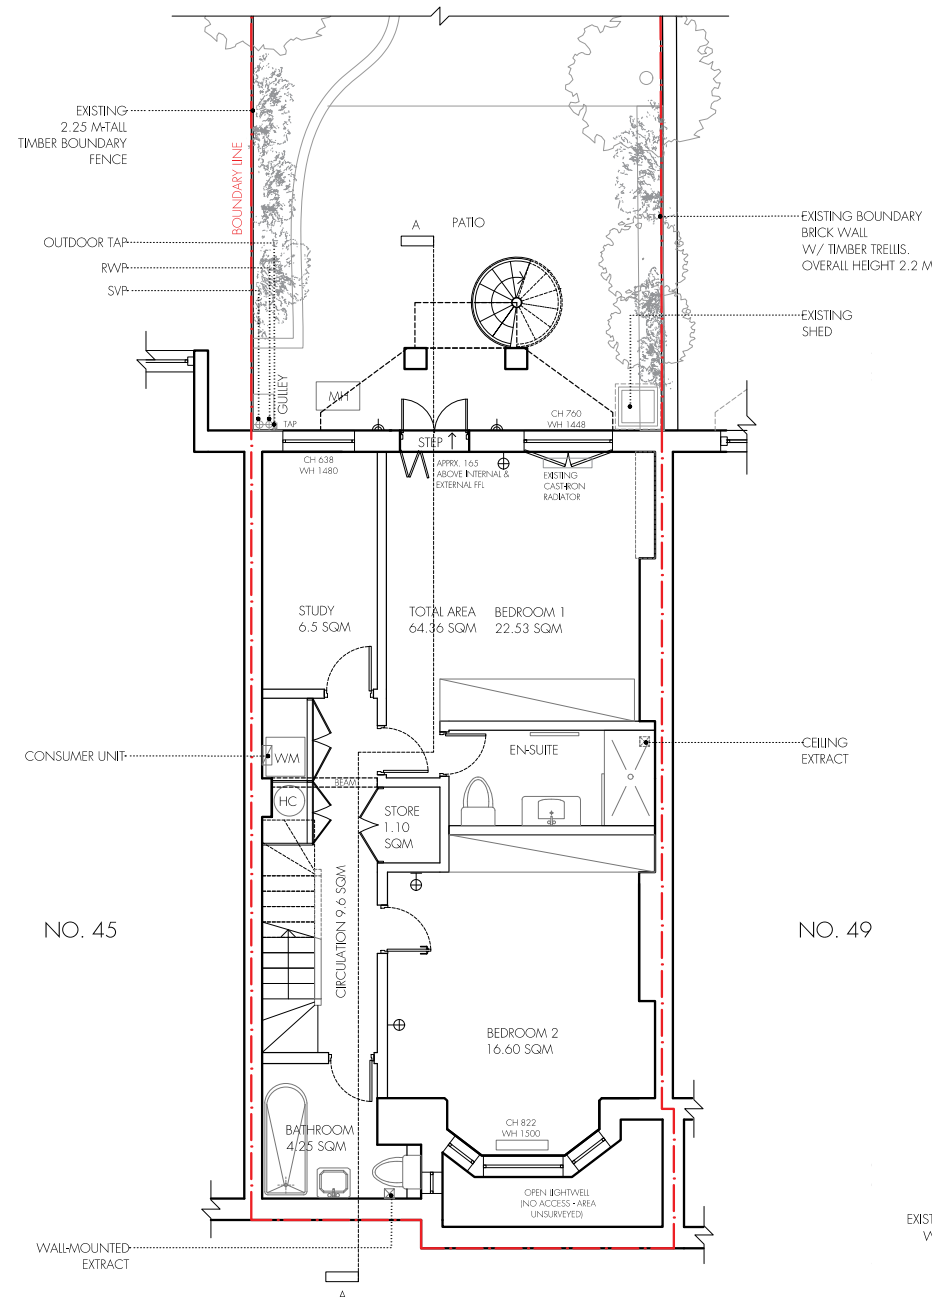 EXISTING
2.25 M-TALL
TIMBER BOUNDARY
FENCE
BOUNDARY LINE
OUTDOOR TAP
RWP
SVP
A
PATIO
EXISTING BOUNDARY
BRICK WALL
W/ TIMBER TRELLIS.
OVERALL HEIGHT 2.2 M
EXISTING
SHED
GULLEY
MH
TAP
CH 760
WH 1448
STEP
CH 638
WH 1480
APPRX. 165
ABOVE INTERNAL &
EXTERNAL FFL
EXISTING
CAST-IRON
RADIATOR
STUDY
6.5 SQM
TOTAL AREA
64.36 SQM
BEDROOM 1
22.53 SQM
CONSUMER UNIT
WM
EN-SUITE
CEILING
EXTRACT
BEAM
HC
STORE
1.10
SQM
CIRCULATION 9.6 SQM
NO. 45
NO. 49
BEDROOM 2
16.60 SQM
CH 822
WH 1500
BATHROOM
4.25 SQM
OPEN LIGHTWELL
(NO ACCESS - AREA
UNSURVEYED)
WALL-MOUNTED
EXTRACT
EXIST
A